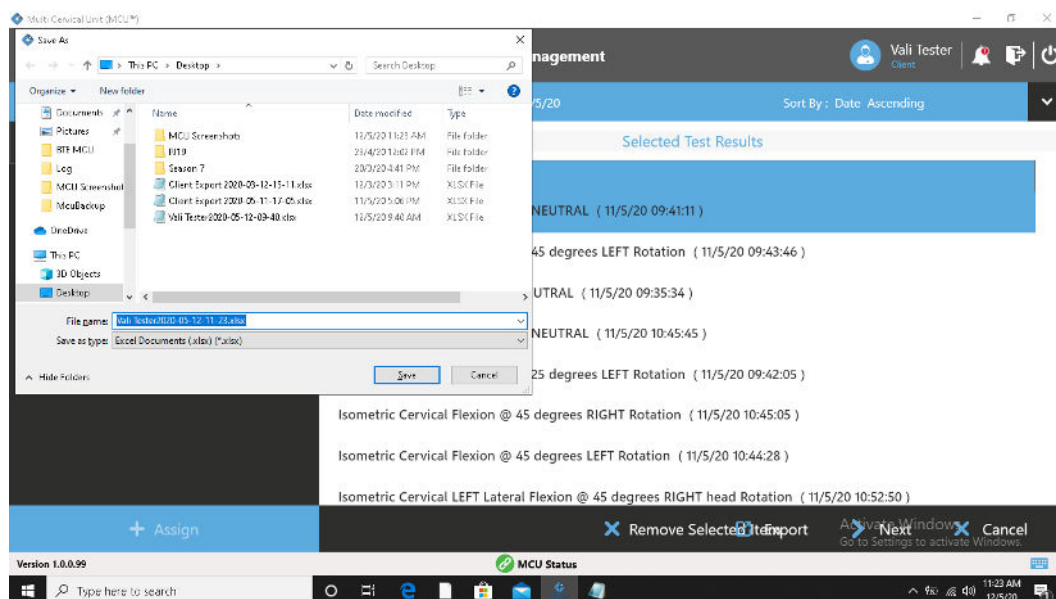 Multi Cervical Unit (MCU™)
Save As
This PC > Desktop >
Search Desktop
Organize
New folder
Documents
Pictures
BTE MCU
Log
MCU Screenshot
McuBackup
OneDrive
This PC
3D Objects
Desktop
Name Date modified Type
MCU Screenshots 12/5/20 11:23 AM File folder
File folder
Season 7 20/3/20 4:41 PM File folder
Client Export 2020-03-12-15-11.xlsx 12/3/20 3:11 PM XLSX File
Client Export 2020-05-11-17-05.xlsx 11/5/20 5:06 PM XLSX File
Vali Tester2020-05-12-09-40.xlsx 12/5/20 9:40 AM XLSX File
File name: Vali Tester2020-05-12-11-23.xlsx
Save as type: Excel Documents (.xlsx) (*.xlsx)
Hide Folders
Save
Cancel
nagement
Vali Tester
Client
/5/20
Sort By : Date Ascending
Selected Test Results
NEUTRAL ( 11/5/20 09:41:11 )
45 degrees LEFT Rotation ( 11/5/20 09:43:46 )
UTRAL ( 11/5/20 09:35:34 )
NEUTRAL ( 11/5/20 10:45:45 )
25 degrees LEFT Rotation ( 11/5/20 09:42:05 )
Isometric Cervical Flexion @ 45 degrees RIGHT Rotation ( 11/5/20 10:45:05 )
Isometric Cervical Flexion @ 45 degrees LEFT Rotation ( 11/5/20 10:44:28 )
Isometric Cervical LEFT Lateral Flexion @ 45 degrees RIGHT head Rotation ( 11/5/20 10:52:50 )
Assign
Remove Selected Item
Export
Next
Cancel
Activate Windows
Go to Settings to activate Windows.
Version 1.0.0.99
MCU Status
Type here to search
11:23 AM
12/5/20